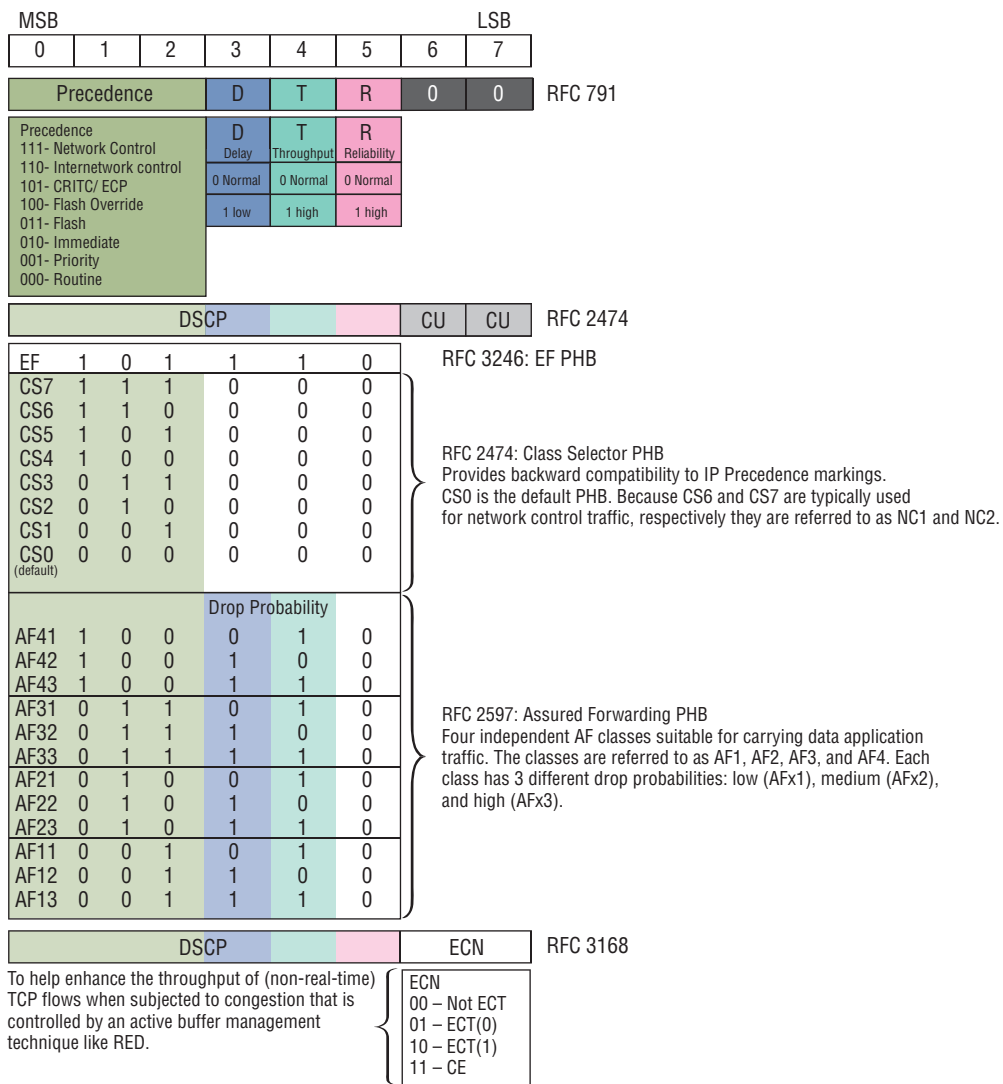 MSB LSB
0 1 2 3 4 5 6 7
Precedence D T R 0 0 RFC 791
Precedence
111- Network Control
110- Internetwork control
101- CRITC/ ECP
100- Flash Override
011- Flash
010- Immediate
001- Priority
000- Routine
D T R
Delay Throughput Reliability
0 Normal 0 Normal 0 Normal
1 low 1 high 1 high
DSCP CU CU RFC 2474
EF 1 0 1 1 1 0 RFC 3246: EF PHB
CS7 1 1 1 0 0 0
CS6 1 1 0 0 0 0
CS5 1 0 1 0 0 0
CS4 1 0 0 0 0 0
CS3 0 1 1 0 0 0
CS2 0 1 0 0 0 0
CS1 0 0 1 0 0 0
CS0 0 0 0 0 0 0
(default)
RFC 2474: Class Selector PHB
Provides backward compatibility to IP Precedence markings.
CS0 is the default PHB. Because CS6 and CS7 are typically used
for network control traffic, respectively they are referred to as NC1 and NC2.
Drop Probability
AF41 1 0 0 0 1 0
AF42 1 0 0 1 0 0
AF43 1 0 0 1 1 0
AF31 0 1 1 0 1 0
AF32 0 1 1 1 0 0
AF33 0 1 1 1 1 0
AF21 0 1 0 0 1 0
AF22 0 1 0 1 0 0
AF23 0 1 0 1 1 0
AF11 0 0 1 0 1 0
AF12 0 0 1 1 0 0
AF13 0 0 1 1 1 0
RFC 2597: Assured Forwarding PHB
Four independent AF classes suitable for carrying data application
traffic. The classes are referred to as AF1, AF2, AF3, and AF4. Each
class has 3 different drop probabilities: low (AFx1), medium (AFx2),
and high (AFx3).
DSCP ECN RFC 3168
To help enhance the throughput of (non-real-time)
TCP flows when subjected to congestion that is
controlled by an active buffer management
technique like RED.
ECN
00 – Not ECT
01 – ECT(0)
10 – ECT(1)
11 – CE